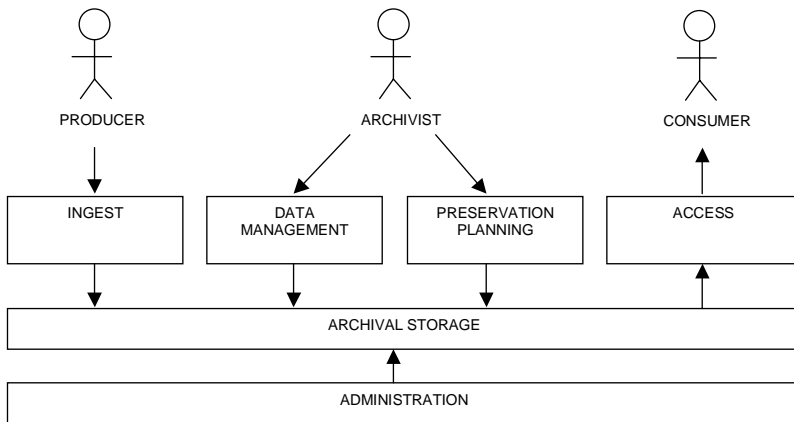 PRODUCER
ARCHIVIST
CONSUMER
INGEST
DATA
MANAGEMENT
PRESERVATION
PLANNING
ACCESS
ARCHIVAL STORAGE
ADMINISTRATION